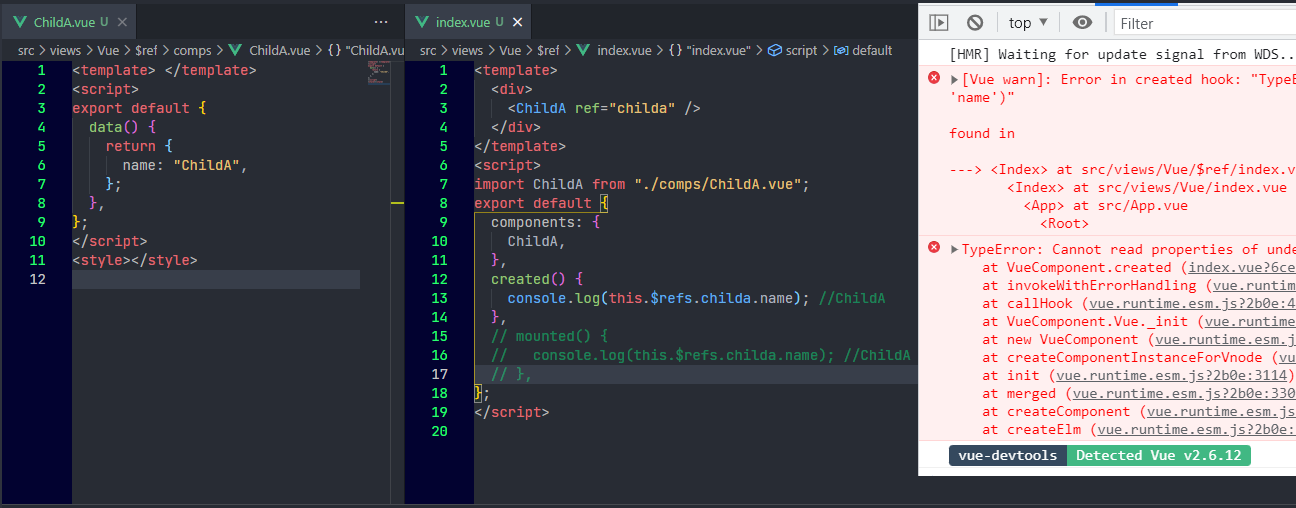 ChildA.vue U
src > views > Vue > $ref > comps > ChildA.vue > {} "ChildA.vu
1 <template> </template>
2 <script>
3 export default {
4 data() {
5 return {
6 name: "ChildA",
7 };
8 },
9 };
10 </script>
11 <style></style>
12
index.vue U
src > views > Vue > $ref > index.vue > {} "index.vue" > script > default
1 <template>
2 <div>
3 <ChildA ref="childa" />
4 </div>
5 </template>
6 <script>
7 import ChildA from "./comps/ChildA.vue";
8 export default {
9 components: {
10 ChildA,
11 },
12 created() {
13 console.log(this.$refs.childa.name); //ChildA
14 },
15 // mounted() {
16 //   console.log(this.$refs.childa.name); //ChildA
17 // },
18 };
19 </script>
20
top
Filter
[HMR] Waiting for update signal from WDS...
[Vue warn]: Error in created hook: "TypeE
'name')"
found in
---> <Index> at src/views/Vue/$ref/index.v
<Index> at src/views/Vue/index.vue
<App> at src/App.vue
<Root>
TypeError: Cannot read properties of unde
at VueComponent.created (index.vue?6ce
at invokeWithErrorHandling (vue.runtim
at callHook (vue.runtime.esm.js?2b0e:4
at VueComponent.Vue._init (vue.runtime
at new VueComponent (vue.runtime.esm.j
at createComponentInstanceForVnode (vu
at init (vue.runtime.esm.js?2b0e:3114)
at merged (vue.runtime.esm.js?2b0e:330
at createComponent (vue.runtime.esm.js
at createElm (vue.runtime.esm.js?2b0e:
vue-devtools Detected Vue v2.6.12